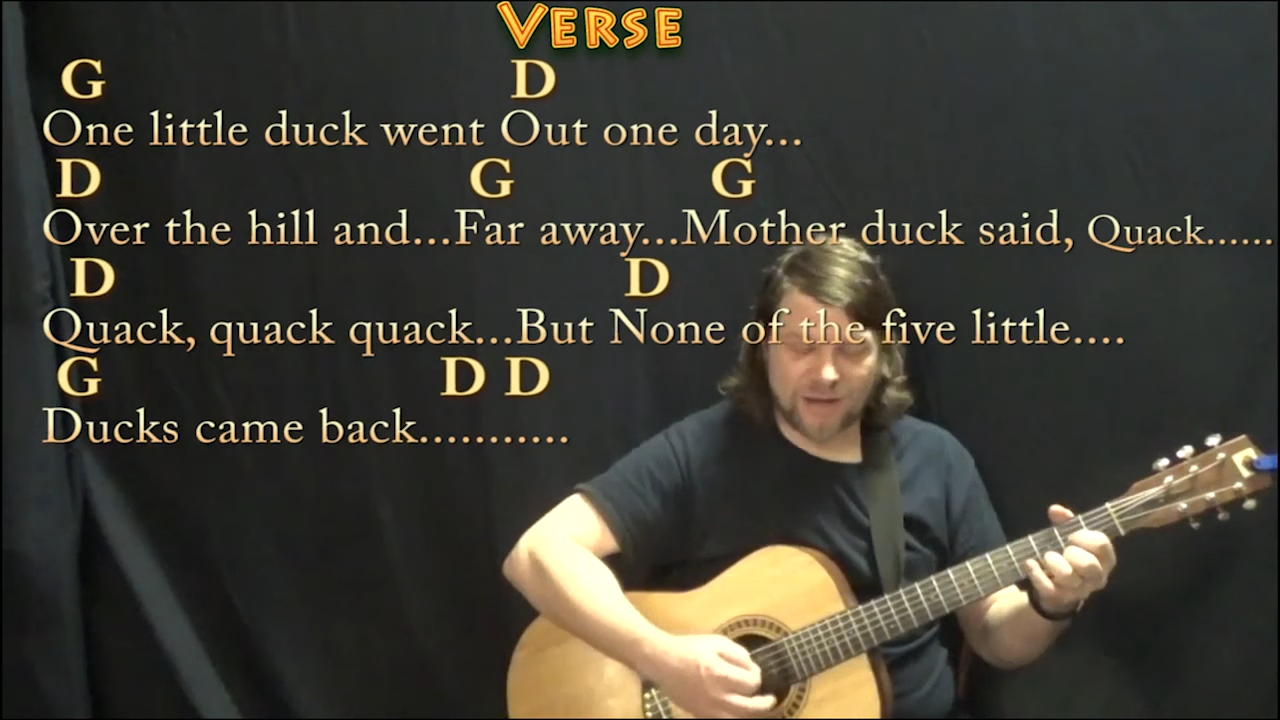 VERSE
G D
One little duck went Out one day...
D G G
Over the hill and...Far away...Mother duck said, Quack......
D D
Quack, quack quack...But None of the five little....
G D D
Ducks came back...........